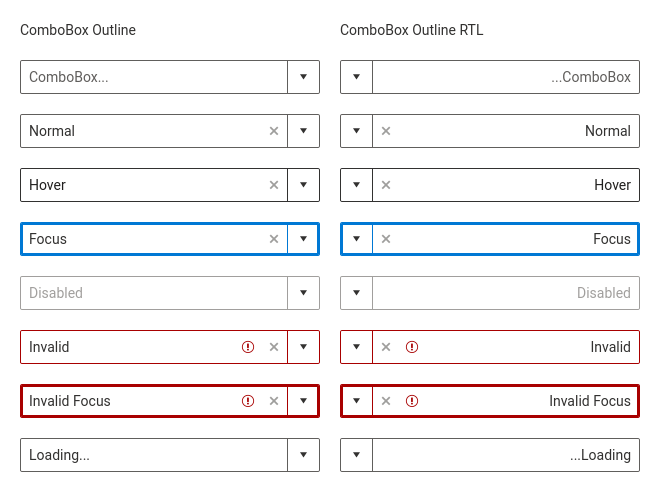 ComboBox Outline
ComboBox Outline RTL
ComboBox...
...ComboBox
Normal
Normal
Hover
Hover
Focus
Focus
Disabled
Disabled
Invalid
Invalid
Invalid Focus
Invalid Focus
Loading...
...Loading